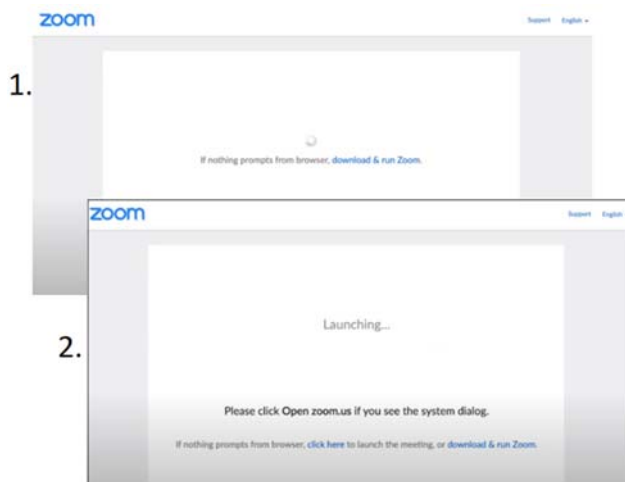 zoom
Support English
1.
If nothing prompts from browser, download & run Zoom.
zoom
Support English
Launching...
2.
Please click Open zoom.us if you see the system dialog.
If nothing prompts from browser, click here to launch the meeting, or download & run Zoom.